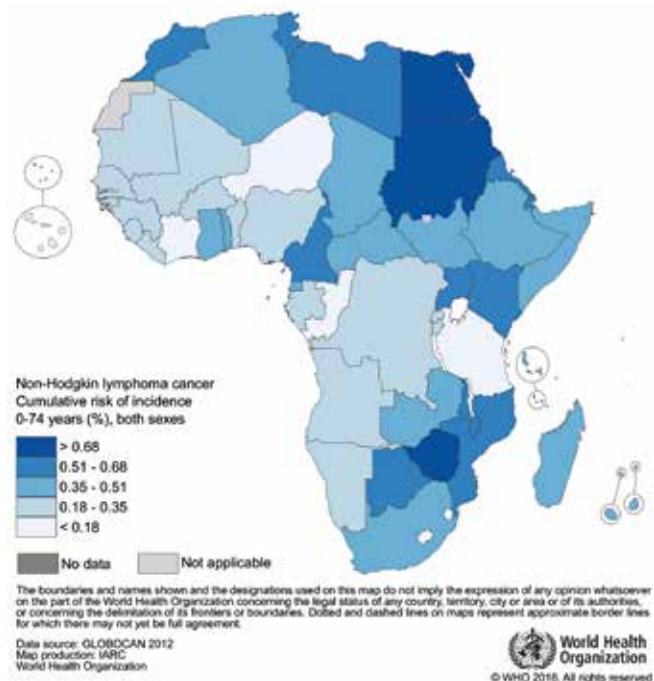 Non-Hodgkin lymphoma cancer
Cumulative risk of incidence
0-74 years (%), both sexes
> 0.68
0.51 - 0.68
0.35 - 0.51
0.18 - 0.35
< 0.18
No data
Not applicable
The boundaries and names shown and the designations used on this map do not imply the expression of any opinion whatsoever
on the part of the World Health Organization concerning the legal status of any country, territory, city or area or of its authorities,
or concerning the delimitation of its frontiers or boundaries. Dotted and dashed lines on maps represent approximate border lines
for which there may not yet be full agreement.
Data source: GLOBOCAN 2012
Map production: IARC
World Health Organization
World Health
Organization
© WHO 2016. All rights reserved